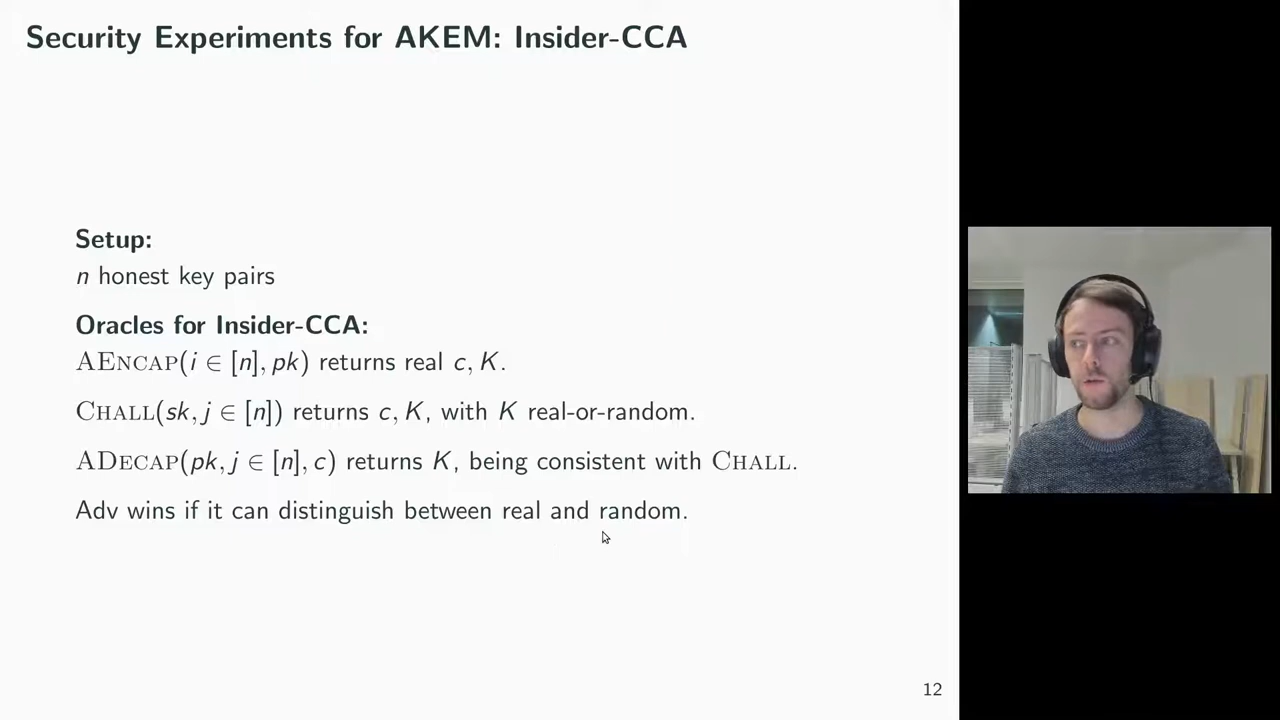 Security Experiments for AKEM: Insider-CCA
Setup:
n honest key pairs
Oracles for Insider-CCA:
AENCAP(i ∈ [n], pk) returns real c, K.
CHALL(sk, j ∈ [n]) returns c, K, with K real-or-random.
ADECAP(pk, j ∈ [n], c) returns K, being consistent with CHALL.
Adv wins if it can distinguish between real and random.
12